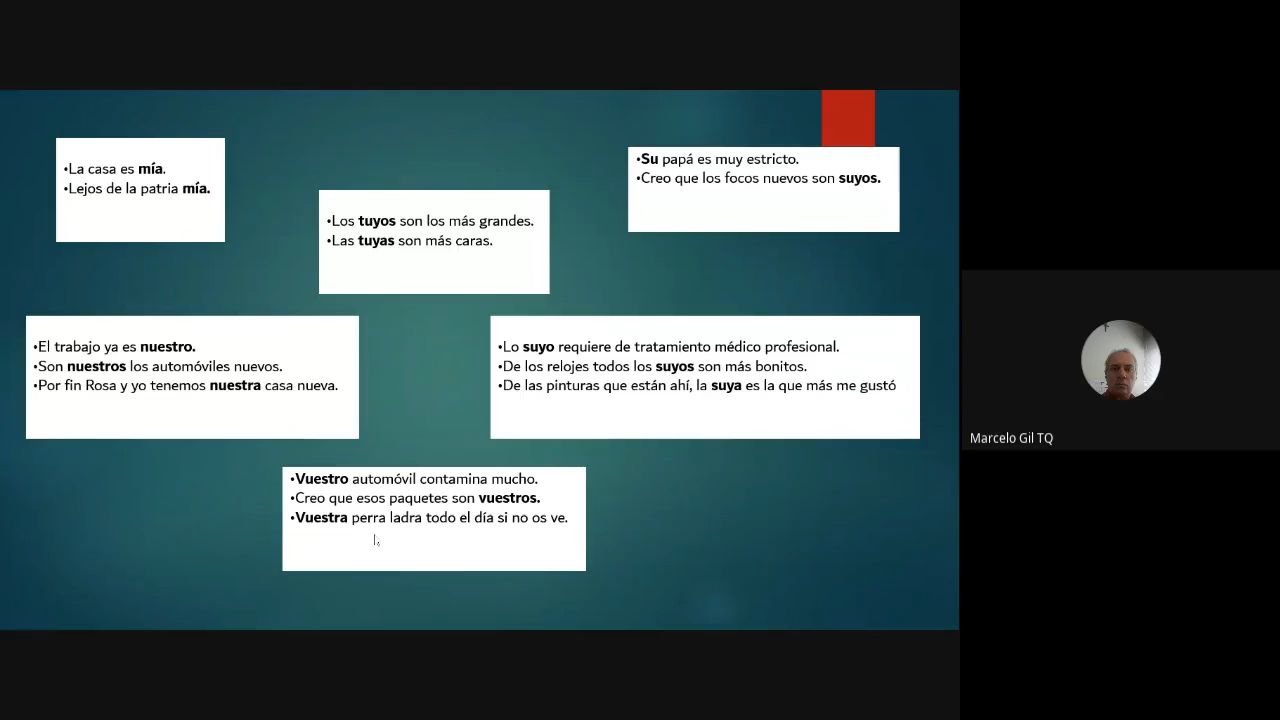 •La casa es mía.
•Lejos de la patria mía.
•Los tuyos son los más grandes.
•Las tuyas son más caras.
•Su papá es muy estricto.
•Creo que los focos nuevos son suyos.
•El trabajo ya es nuestro.
•Son nuestros los automóviles nuevos.
•Por fin Rosa y yo tenemos nuestra casa nueva.
•Lo suyo requiere de tratamiento médico profesional.
•De los relojes todos los suyos son más bonitos.
•De las pinturas que están ahí, la suya es la que más me gustó
•Vuestro automóvil contamina mucho.
•Creo que esos paquetes son vuestros.
•Vuestra perra ladra todo el día si no os ve.
Marcelo Gil TQ